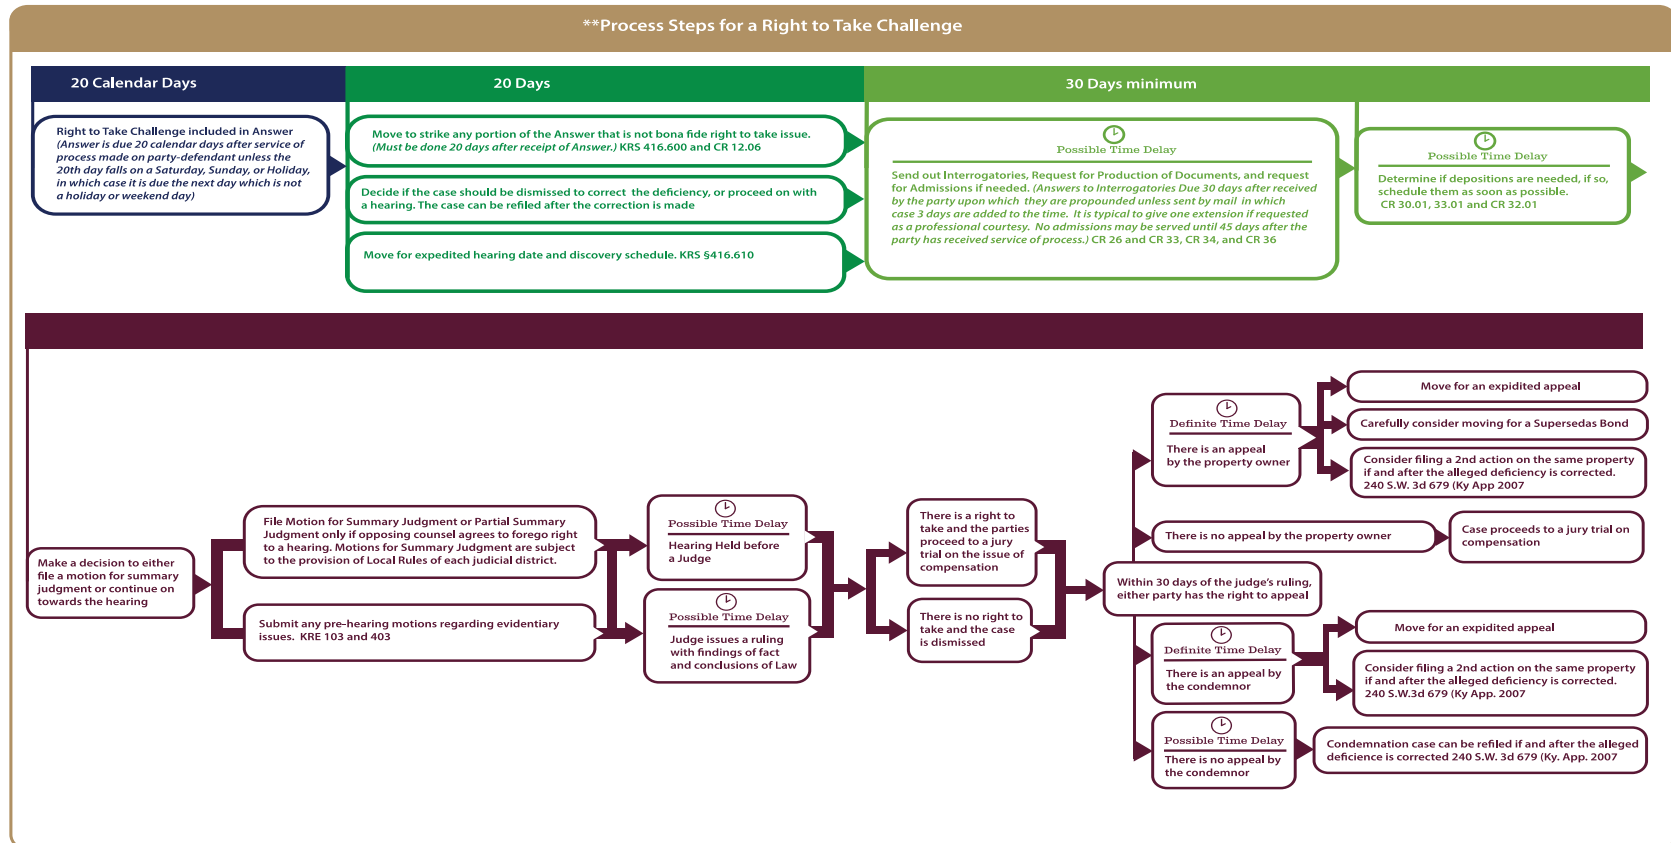 **Process Steps for a Right to Take Challenge
20 Calendar Days
20 Days
30 Days minimum
Right to Take Challenge included in Answer
(Answer is due 20 calendar days after service of
process made on party-defendant unless the
20th day falls on a Saturday, Sunday, or Holiday,
in which case it is due the next day which is not
a holiday or weekend day)
Move to strike any portion of the Answer that is not bona fide right to take issue.
(Must be done 20 days after receipt of Answer.) KRS 416.600 and CR 12.06
Decide if the case should be dismissed to correct the deficiency, or proceed on with
a hearing. The case can be refiled after the correction is made
Move for expedited hearing date and discovery schedule. KRS §416.610
Possible Time Delay
Send out Interrogatories, Request for Production of Documents, and request
for Admissions if needed. (Answers to Interrogatories Due 30 days after received
by the party upon which they are propounded unless sent by mail in which
case 3 days are added to the time. It is typical to give one extension if requested
as a professional courtesy. No admissions may be served until 45 days after the
party has received service of process.) CR 26 and CR 33, CR 34, and CR 36
Possible Time Delay
Determine if depositions are needed, if so,
schedule them as soon as possible.
CR 30.01, 33.01 and CR 32.01
Make a decision to either
file a motion for summary
judgment or continue on
towards the hearing
File Motion for Summary Judgment or Partial Summary
Judgment only if opposing counsel agrees to forego right
to a hearing. Motions for Summary Judgment are subject
to the provision of Local Rules of each judicial district.
Submit any pre-hearing motions regarding evidentiary
issues. KRE 103 and 403
Possible Time Delay
Hearing Held before
a Judge
Possible Time Delay
Judge issues a ruling
with findings of fact
and conclusions of Law
There is a right to
take and the parties
proceed to a jury
trial on the issue of
compensation
There is no right to
take and the case
is dismissed
Within 30 days of the judge's ruling,
either party has the right to appeal
Definite Time Delay
There is an appeal
by the property owner
Move for an expidited appeal
Carefully consider moving for a Supersedas Bond
Consider filing a 2nd action on the same property
if and after the alleged deficiency is corrected.
240 S.W. 3d 679 (Ky App 2007
There is no appeal by the property owner
Case proceeds to a jury trial on
compensation
Definite Time Delay
There is an appeal by
the condemnor
Move for an expidited appeal
Consider filing a 2nd action on the same property
if and after the alleged deficiency is corrected.
240 S.W.3d 679 (Ky App. 2007
Possible Time Delay
There is no appeal by
the condemnor
Condemnation case can be refiled if and after the alleged
deficience is corrected 240 S.W. 3d 679 (Ky. App. 2007